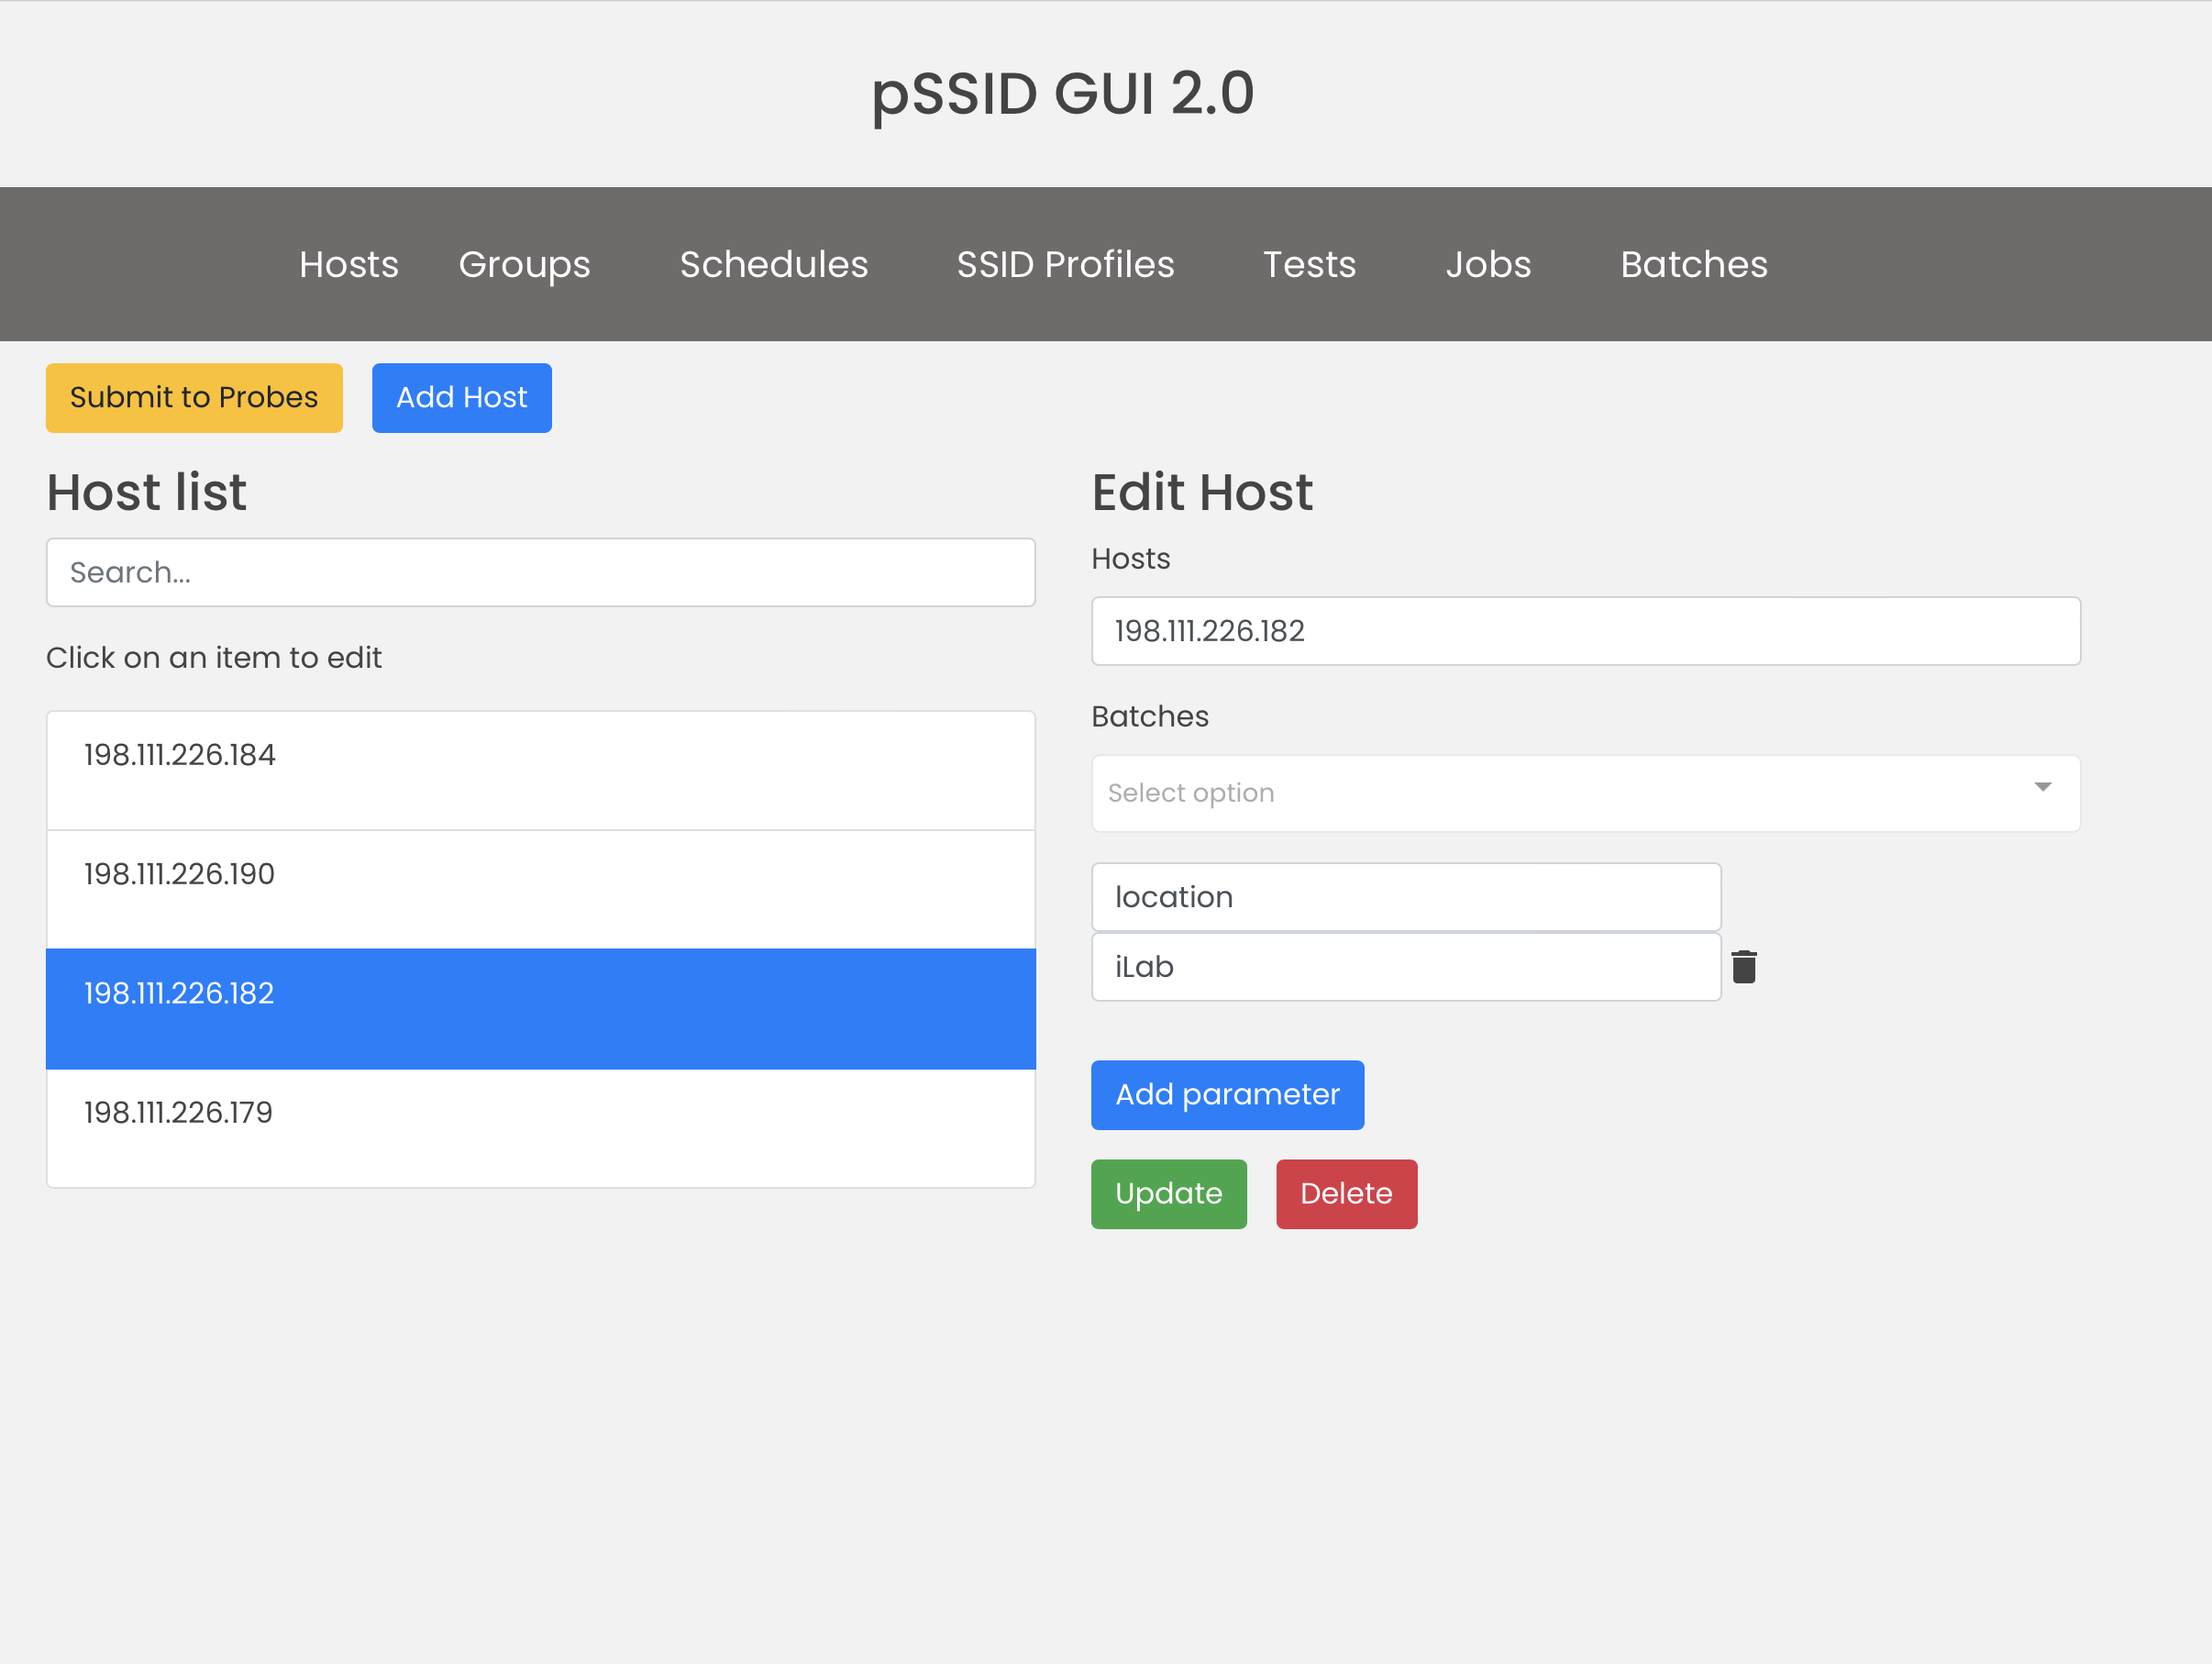 pSSID GUI 2.0
Hosts Groups Schedules SSID Profiles Tests Jobs Batches
Submit to Probes Add Host
Host list
Search...
Click on an item to edit
198.111.226.184
198.111.226.190
198.111.226.182
198.111.226.179
Edit Host
Hosts
198.111.226.182
Batches
Select option
location
iLab
Add parameter
Update Delete